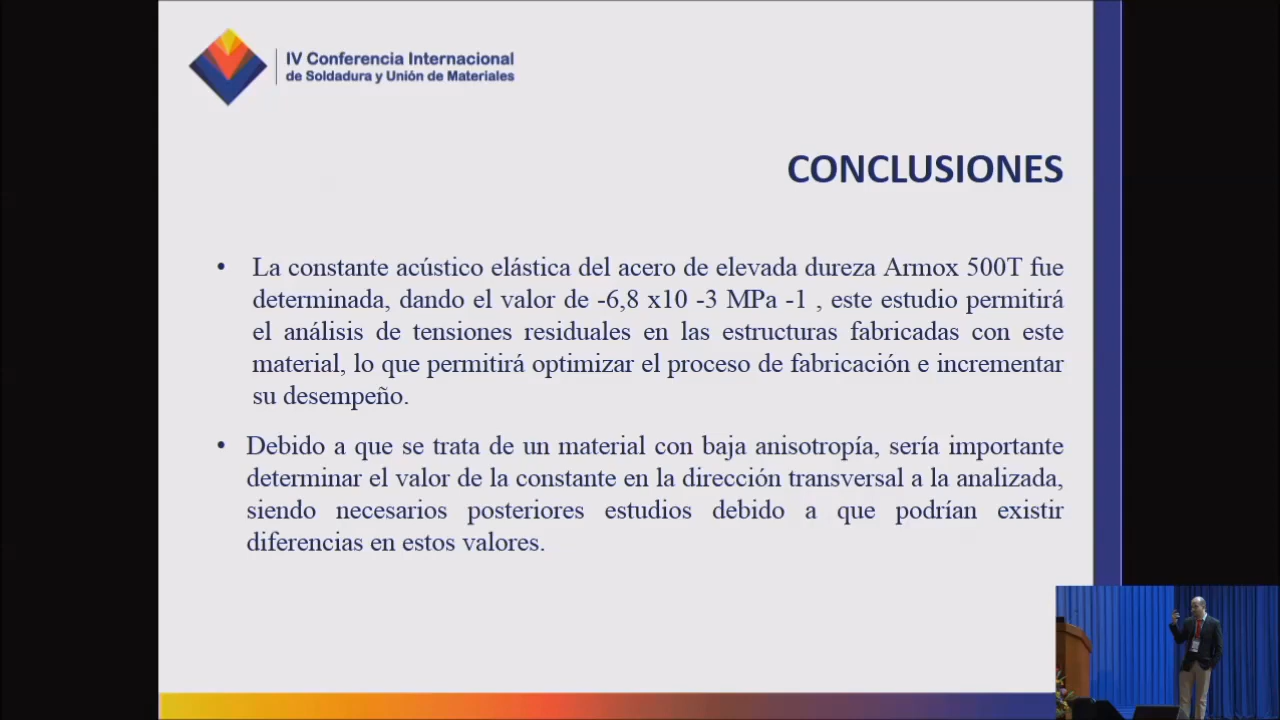 IV Conferencia Internacional
de Soldadura y Unión de Materiales
CONCLUSIONES
• La constante acústico elástica del acero de elevada dureza Armox 500T fue
determinada, dando el valor de -6,8 x10 -3 MPa -1 , este estudio permitirá
el análisis de tensiones residuales en las estructuras fabricadas con este
material, lo que permitirá optimizar el proceso de fabricación e incrementar
su desempeño.
• Debido a que se trata de un material con baja anisotropía, sería importante
determinar el valor de la constante en la dirección transversal a la analizada,
siendo necesarios posteriores estudios debido a que podrían existir
diferencias en estos valores.